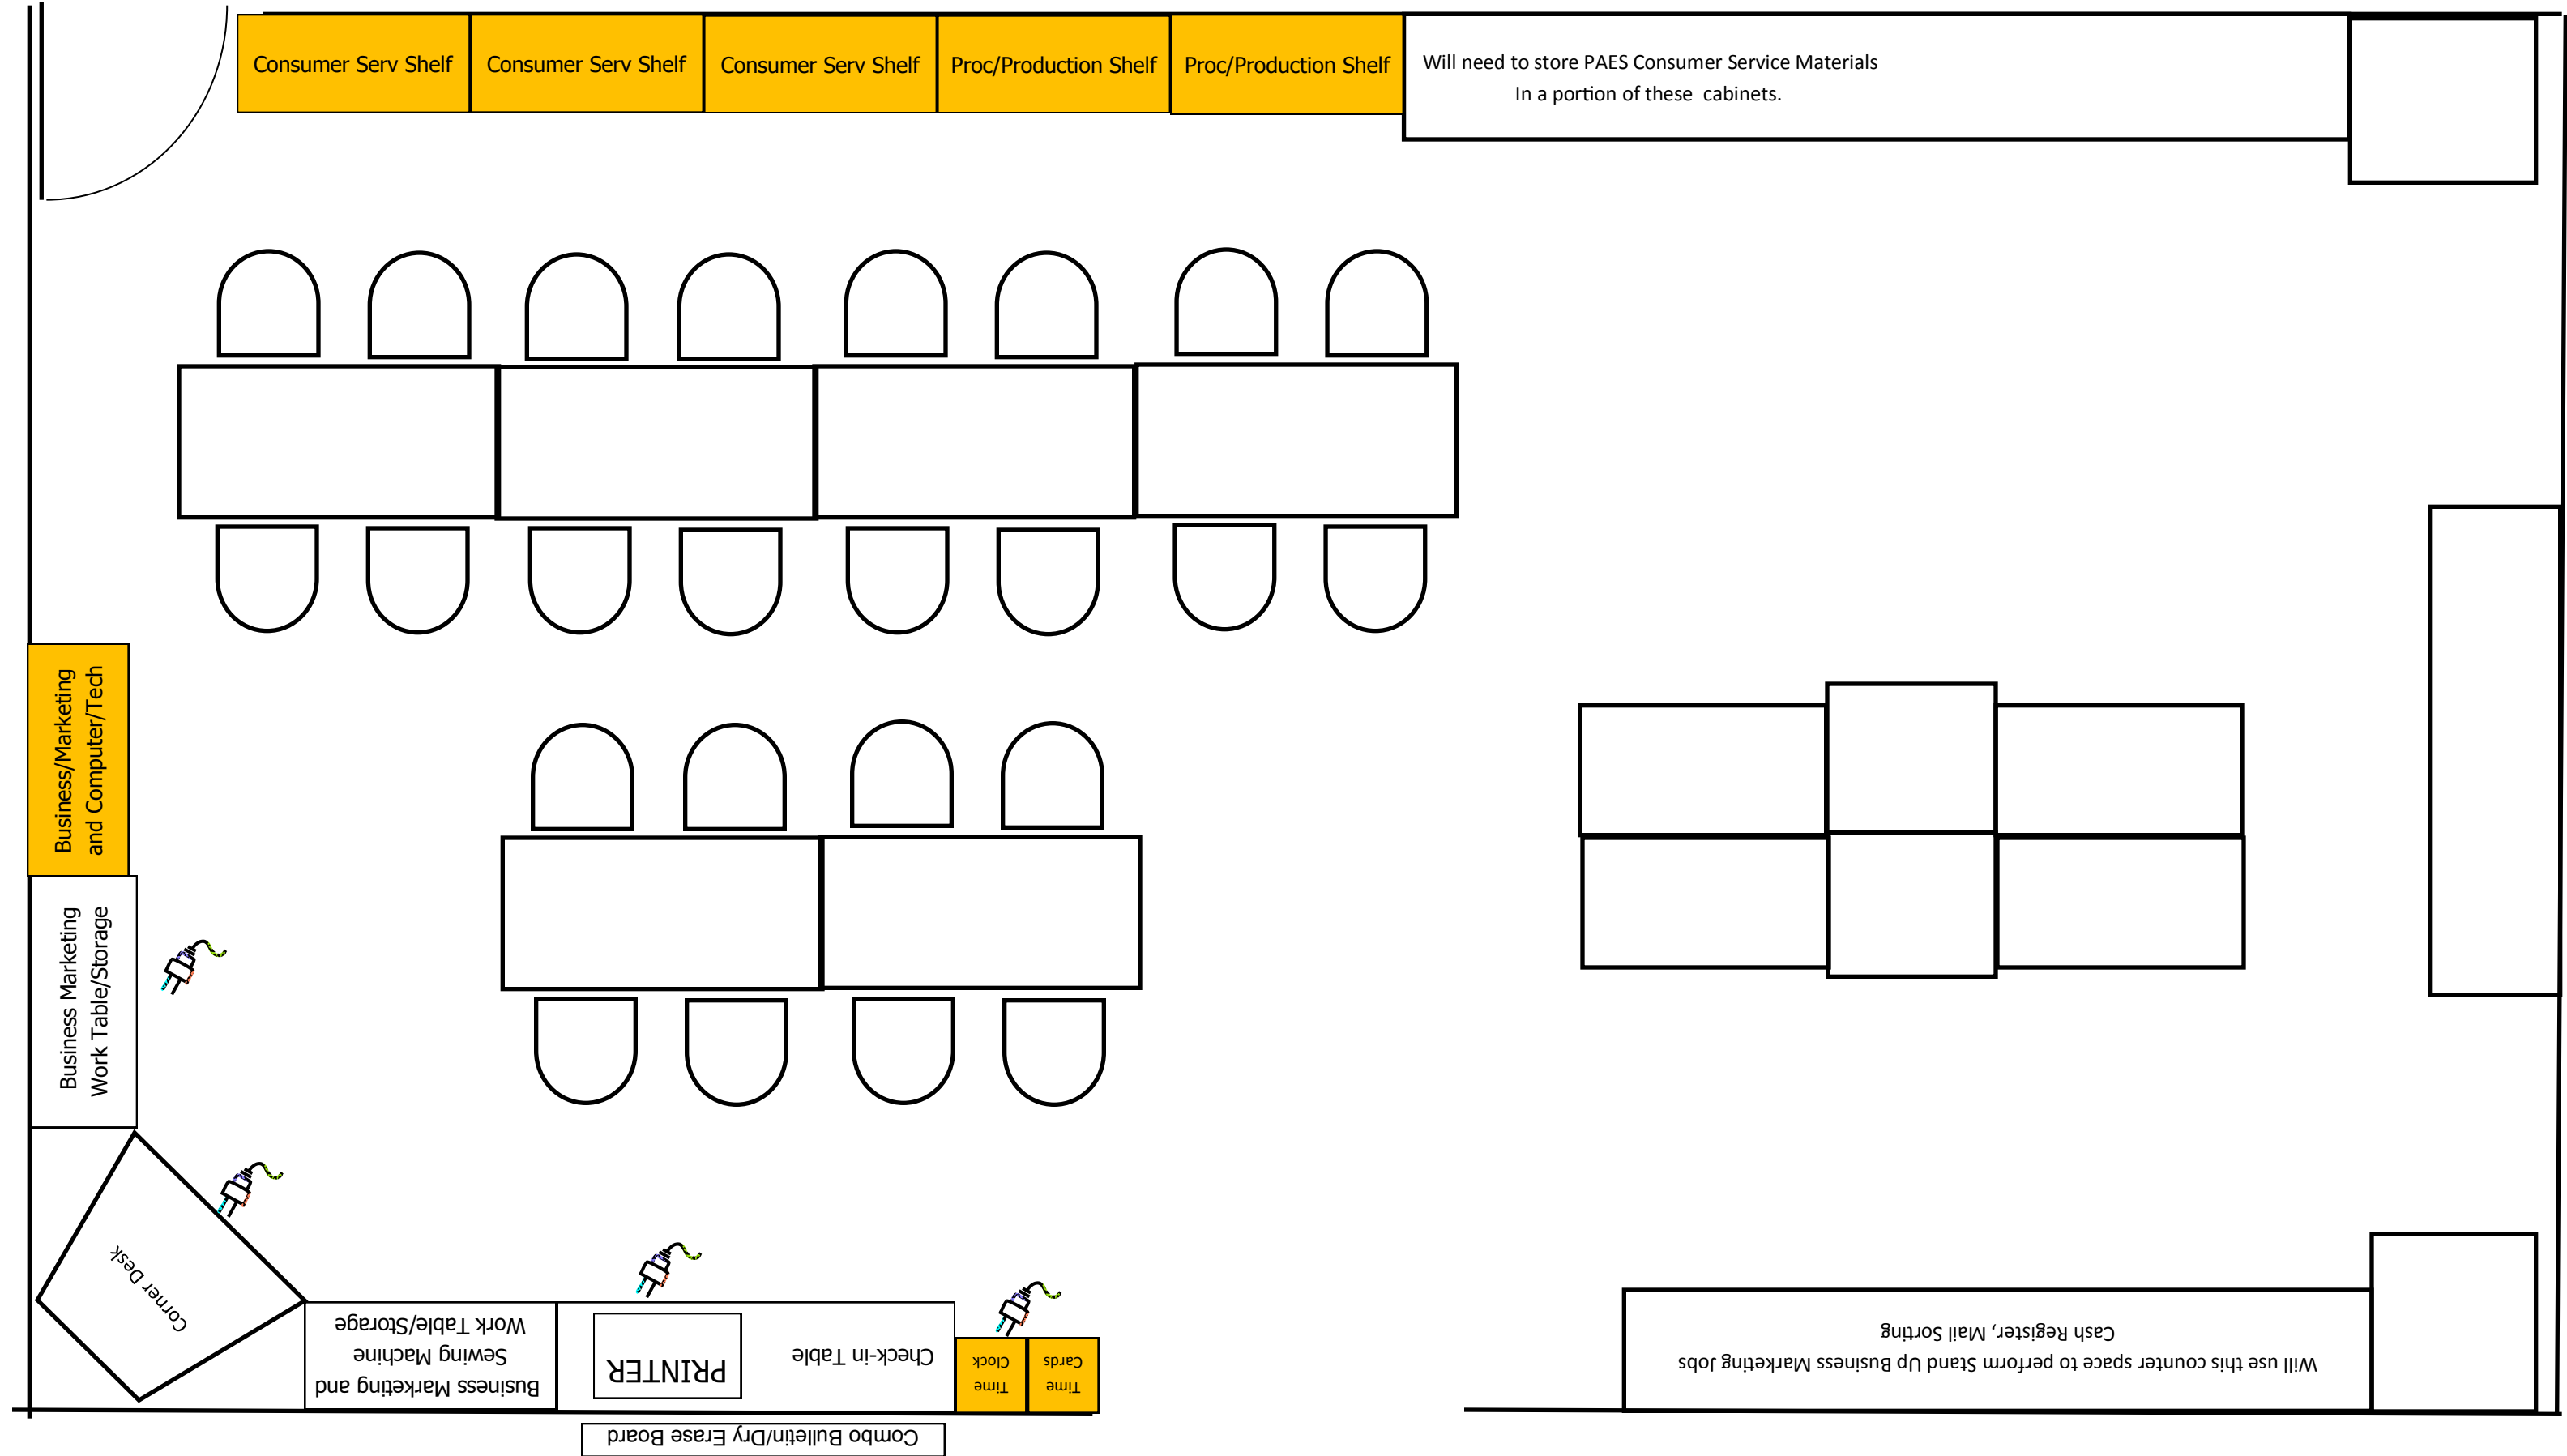 Consumer Serv Shelf
Consumer Serv Shelf
Consumer Serv Shelf
Proc/Production Shelf
Proc/Production Shelf
Will need to store PAES Consumer Service Materials
In a portion of these cabinets.
Business/Marketing
and Computer/Tech
Business Marketing
Work Table/Storage
Corner Desk
Business Marketing and
Sewing Machine
Work Table/Storage
PRINTER
Check-in Table
Time
Clock
Time
Cards
Combo Bulletin/Dry Erase Board
Will use this counter space to perform Stand Up Business Marketing Jobs
Cash Register, Mail Sorting